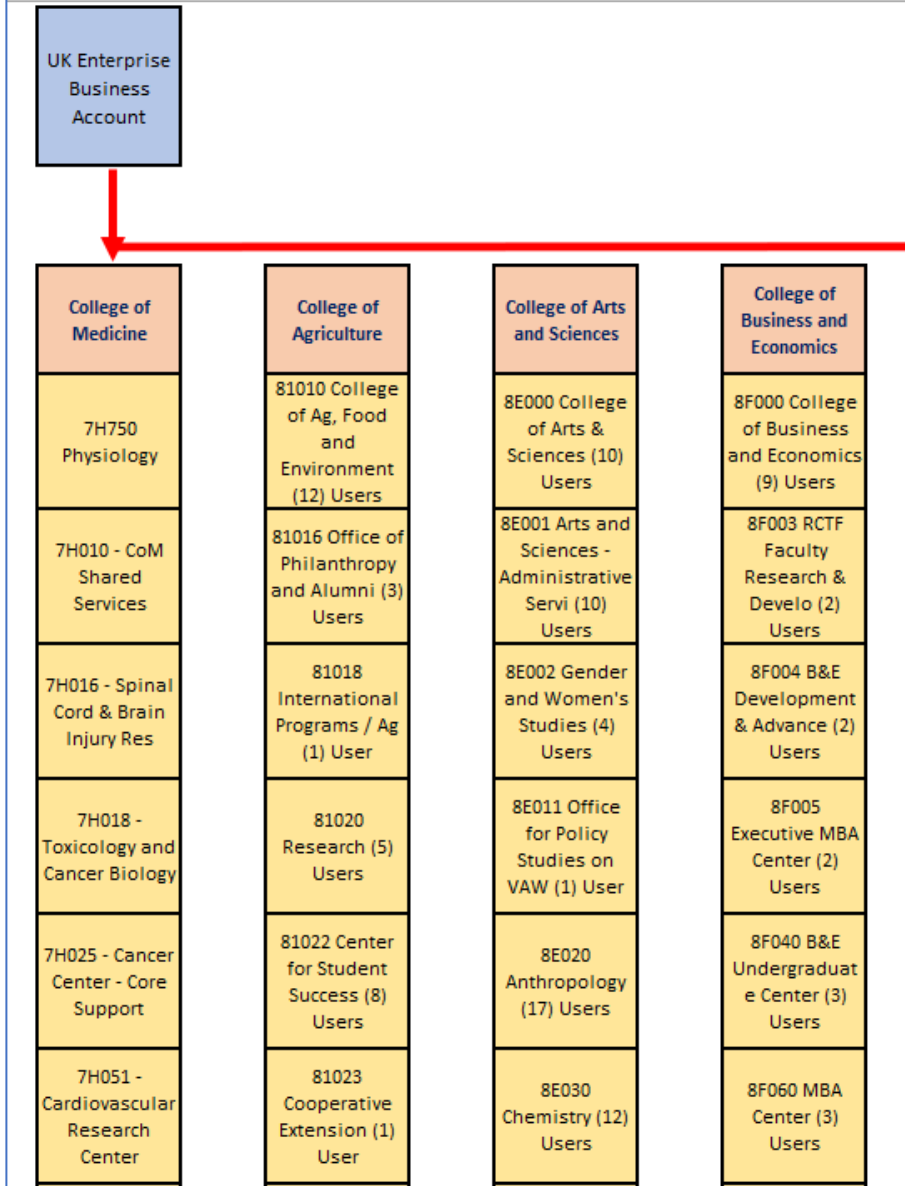 UK Enterprise
Business
Account
College of
Medicine
7H750
Physiology
7H010 - CoM
Shared
Services
7H016 - Spinal
Cord & Brain
Injury Res
7H018 -
Toxicology and
Cancer Biology
7H025 - Cancer
Center - Core
Support
7H051 -
Cardiovascular
Research
Center
College of
Agriculture
81010 College
of Ag, Food
and
Environment
(12) Users
81016 Office of
Philanthropy
and Alumni (3)
Users
81018
International
Programs / Ag
(1) User
81020
Research (5)
Users
81022 Center
for Student
Success (8)
Users
81023
Cooperative
Extension (1)
User
College of Arts
and Sciences
8E000 College
of Arts &
Sciences (10)
Users
8E001 Arts and
Sciences -
Administrative
Servi (10)
Users
8E002 Gender
and Women's
Studies (4)
Users
8E011 Office
for Policy
Studies on
VAW (1) User
8E020
Anthropology
(17) Users
8E030
Chemistry (12)
Users
College of
Business and
Economics
8F000 College
of Business
and Economics
(9) Users
8F003 RCTF
Faculty
Research &
Develo (2)
Users
8F004 B&E
Development
& Advance (2)
Users
8F005
Executive MBA
Center (2)
Users
8F040 B&E
Undergraduat
e Center (3)
Users
8F060 MBA
Center (3)
Users